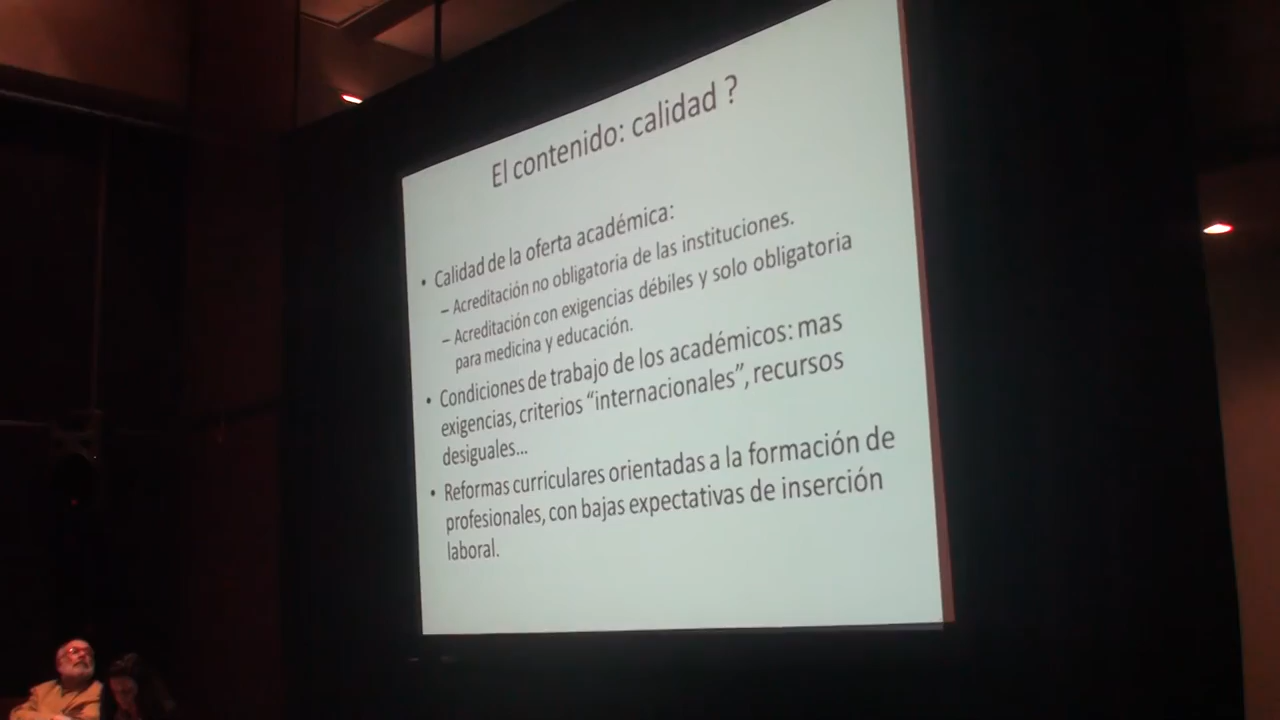 El contenido: calidad ?
• Calidad de la oferta académica:
– Acreditación no obligatoria de las instituciones.
– Acreditación con exigencias débiles y solo obligatoria
para medicina y educación.
• Condiciones de trabajo de los académicos: mas
exigencias, criterios “internacionales”, recursos
desiguales...
• Reformas curriculares orientadas a la formación de
profesionales, con bajas expectativas de inserción
laboral.